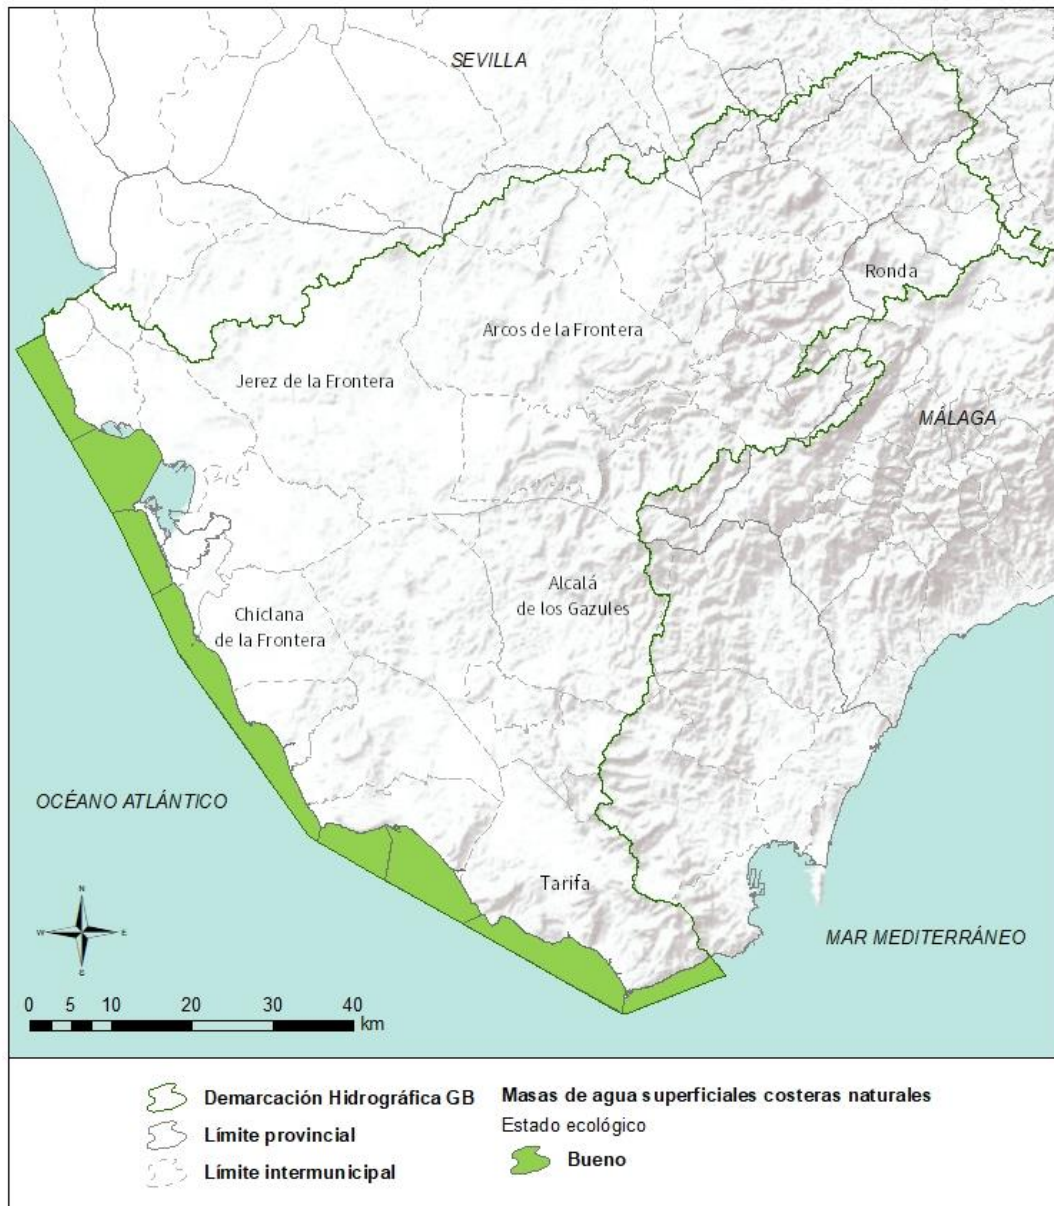 SEVILLA
Ronda
Arcos de la Frontera
Jerez de la Frontera
MÁLAGA
Alcalá
de los Gazules
Chiclana
de la Frontera
OCÉANO ATLÁNTICO
Tarifa
N
W E
S
MAR MEDITERRÁNEO
0 5 10 20 30 40
km
Demarcación Hidrográfica GB
Límite provincial
Límite intermunicipal
Masas de agua superficiales costeras naturales
Estado ecológico
Bueno